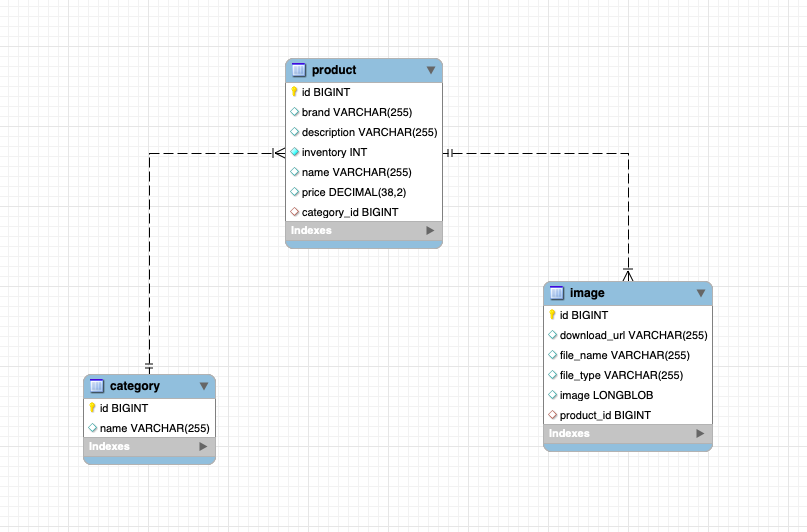 product
id BIGINT
brand VARCHAR(255)
description VARCHAR(255)
inventory INT
name VARCHAR(255)
price DECIMAL(38,2)
category_id BIGINT
Indexes
image
id BIGINT
download_url VARCHAR(255)
file_name VARCHAR(255)
file_type VARCHAR(255)
image LONGBLOB
product_id BIGINT
Indexes
category
id BIGINT
name VARCHAR(255)
Indexes